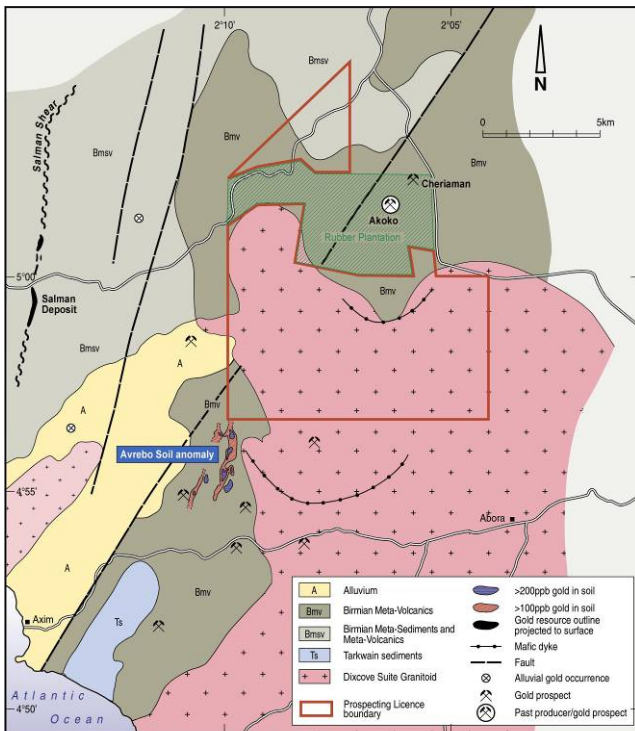 2°10'
2°05'
N
0
5km
Bmsv
Bmv
Bmv
Bmsv
Salman Shear
Cheriaman
Akoko
Rubber Plantation
5°00
Bmv
Salman
Deposit
Bmsv
A
A
Bmv
Avrebo Soil anomaly
4°55
Abora
A
Bmv
Axim
Ts
Atlantic
Ocean
4°50
A
Alluvium
Bmv
Birmian Meta-Volcanics
Bmsv
Birmian Meta-Sediments and
Meta-Volcanics
Ts
Tarkwain sediments
Dixcove Suite Granitoid
Prospecting Licence
boundary
>200ppb gold in soil
>100ppb gold in soil
Gold resource outline
projected to surface
Mafic dyke
Fault
Alluvial gold occurrence
Gold prospect
Past producer/gold prospect